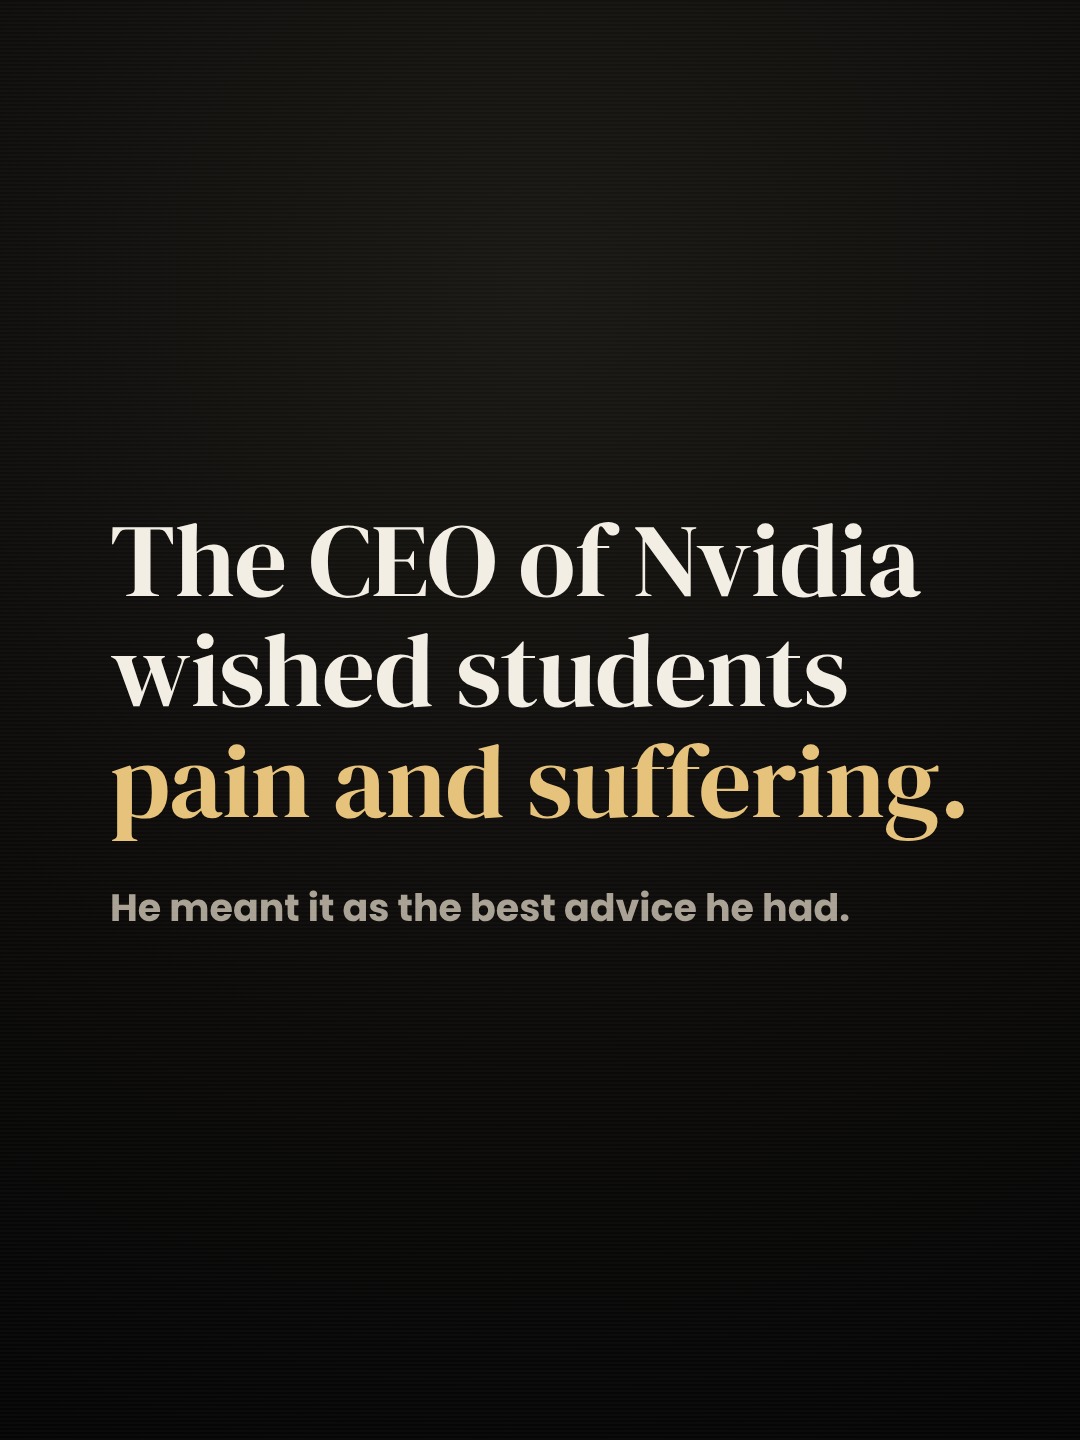 The CEO of Nvidia
wished students
pain and suffering.
He meant it as the best advice he had.